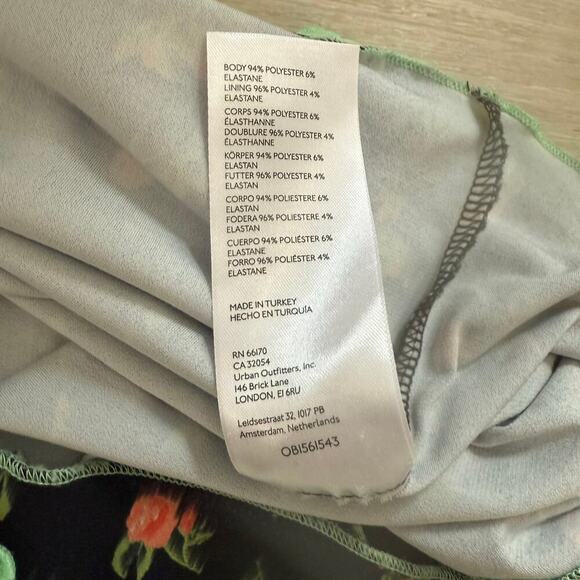 BODY 94% POLYESTER 6%
ELASTANE
LINING 96% POLYESTER 4%
ELASTANE
CORPS 94% POLYESTER 6%
ÉLASTHANNE
DOUBLURE 96% POLYESTER 4%
ÉLASTHANNE
KÖRPER 94% POLYESTER 6%
ELASTAN
FUTTER 96% POLYESTER 4%
ELASTAN
CORPO 94% POLIESTERE 6%
ELASTAN
FODERA 96% POLIESTERE 4%
ELASTAN
CUERPO 94% POLIÉSTER 6%
ELASTANE
FORRO 96% POLIÉSTER 4%
ELASTANE
MADE IN TURKEY
HECHO EN TURQUÍA
RN 66170
CA 32054
Urban Outfitters, Inc.
146 Brick Lane
LONDON, E1 6RU
Leidsestraat 32, 1017 PB
Amsterdam, Netherlands
OB1561543